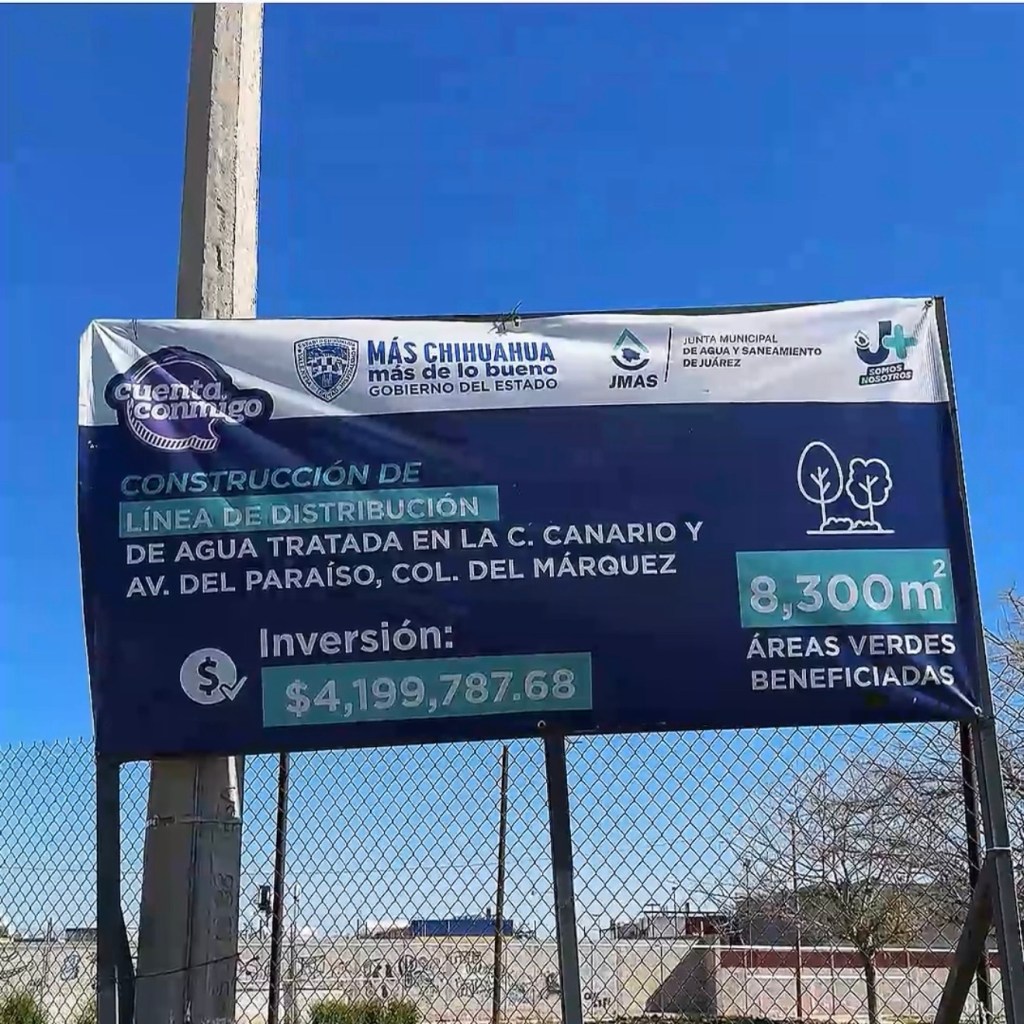 cuenta
conmigo
MÁS CHIHUAHUA
más de lo bueno
GOBIERNO DEL ESTADO
JMAS
JUNTA MUNICIPAL
DE AGUA Y SANEAMIENTO
DE JUÁREZ
J+
SOMOS
NOSOTROS
CONSTRUCCIÓN DE
LÍNEA DE DISTRIBUCIÓN
DE AGUA TRATADA EN LA C. CANARIO Y
AV. DEL PARAÍSO, COL. DEL MÁRQUEZ
Inversión:
$
$4,199,787.68
8,300m²
ÁREAS VERDES
BENEFICIADAS